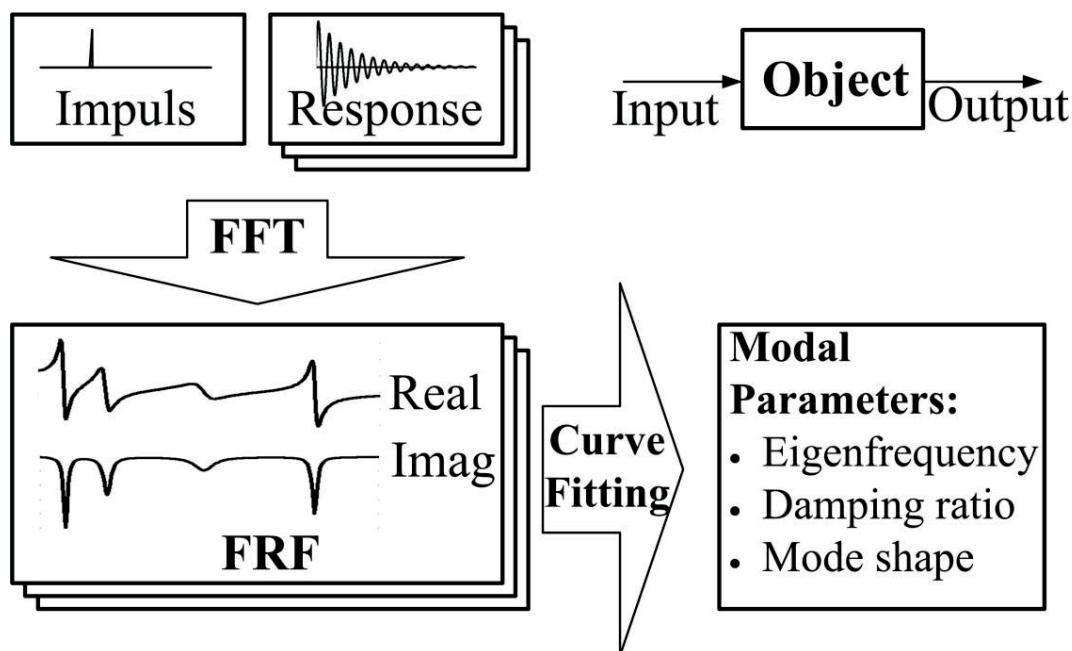 Impuls
Response
Input
Object
Output
FFT
Real
Imag
FRF
Curve
Fitting
Modal
Parameters:
• Eigenfrequency
• Damping ratio
• Mode shape